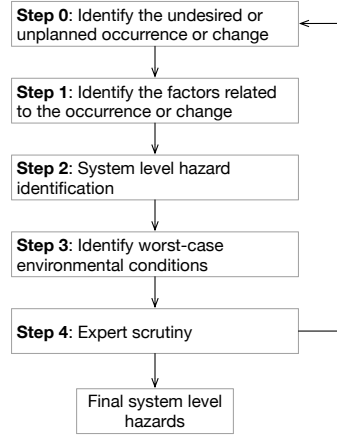 Step 0: Identify the undesired or
unplanned occurrence or change
Step 1: Identify the factors related
to the occurrence or change
Step 2: System level hazard
identification
Step 3: Identify worst-case
environmental conditions
Step 4: Expert scrutiny
Final system level
hazards